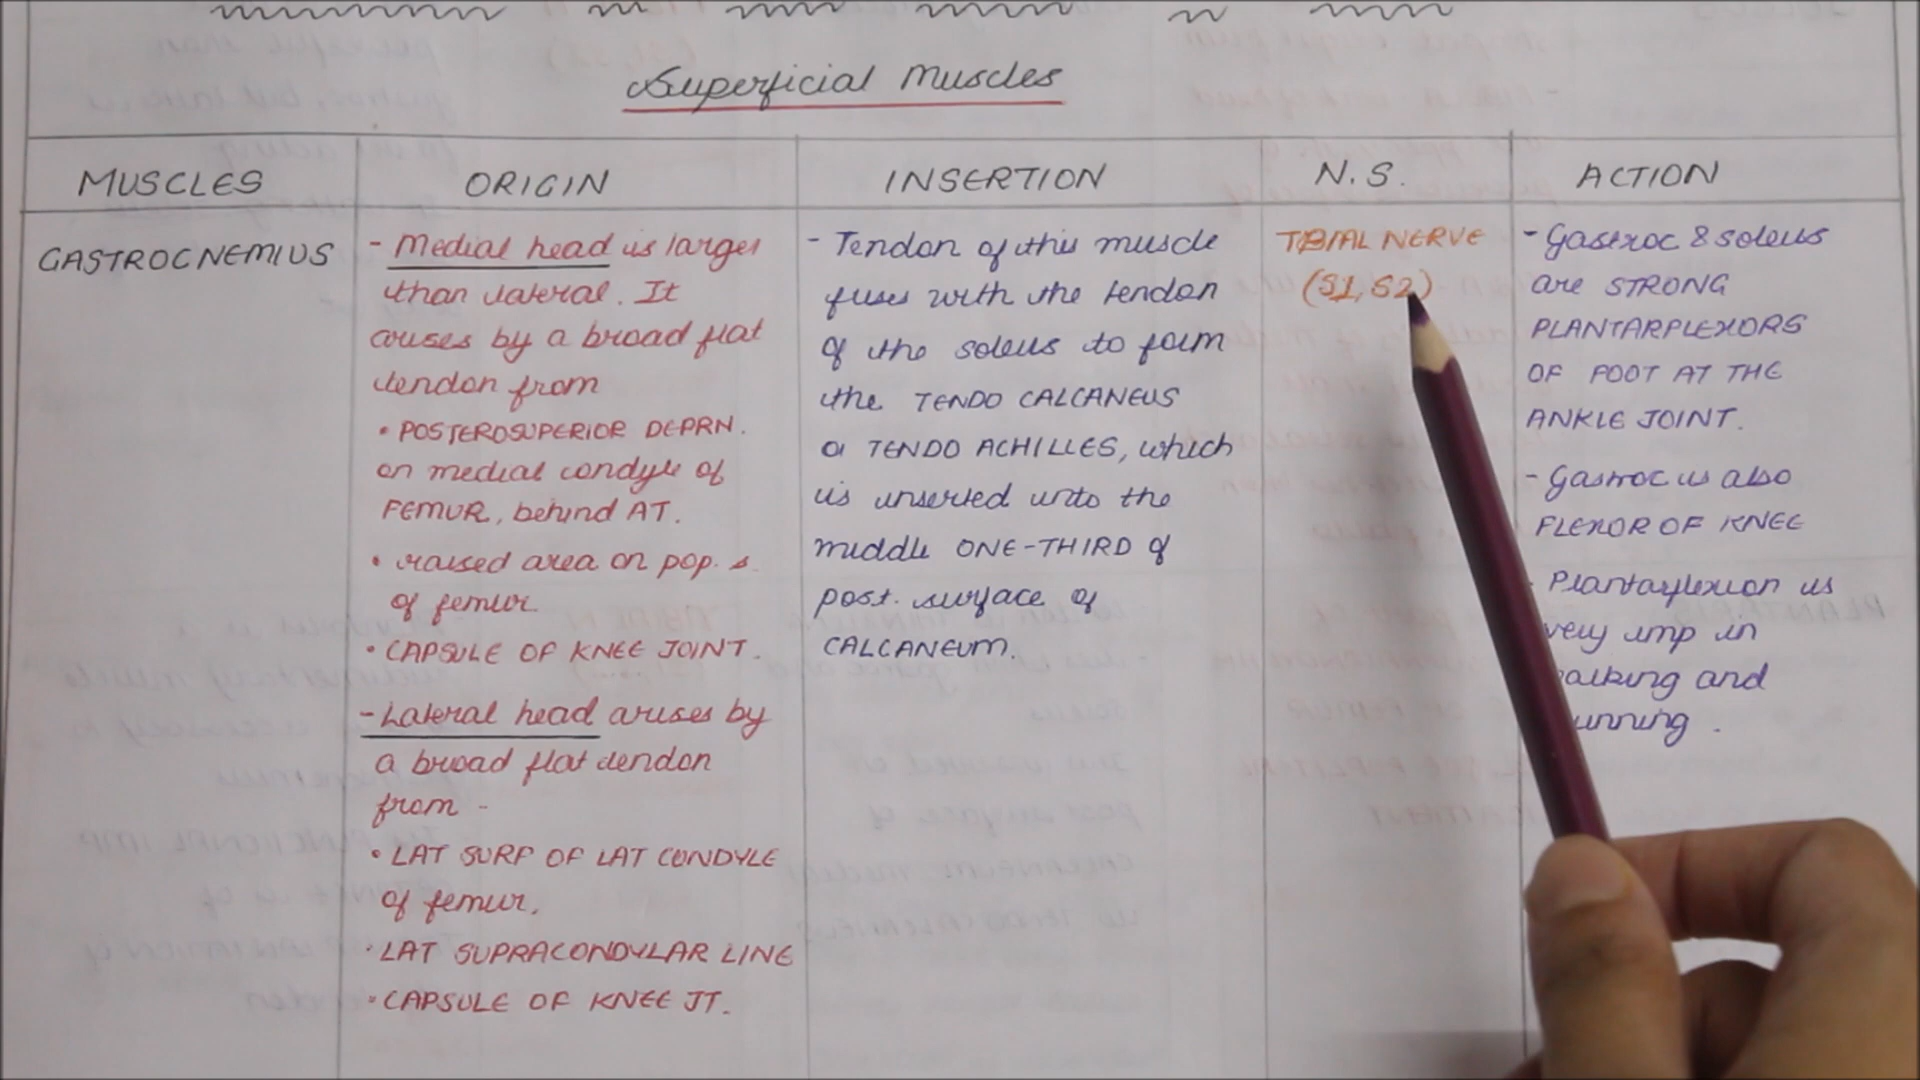 Superficial Muscles
MUSCLES
ORIGIN
INSERTION
N.S.
ACTION
GASTROCNEMIUS
- Medial head is larger
than lateral. It
arises by a broad flat
tendon from
• POSTEROSUPERIOR DEPRN.
on medial condyle of
FEMUR, behind AT.
• raised area on pop. s.
of femur
• CAPSULE OF KNEE JOINT.
- Lateral head arises by
a broad flat tendon
from -
• LAT SURF OF LAT CONDYLE
of femur.
• LAT SUPRACONDYLAR LINE
• CAPSULE OF KNEE JT.
- Tendon of this muscle
fuses with the tendon
of the soleus to form
the TENDO CALCANEUS
or TENDO ACHILLES, which
is inserted into the
middle ONE-THIRD of
post. surface of
CALCANEUM.
TIBIAL NERVE
(S1, S2)
- Gastroc & soleus
are STRONG
PLANTARFLEXORS
OF FOOT AT THE
ANKLE JOINT.
- Gastroc is also
FLEXOR OF KNEE
- Plantarflexion is
very imp in
alking and
unning.